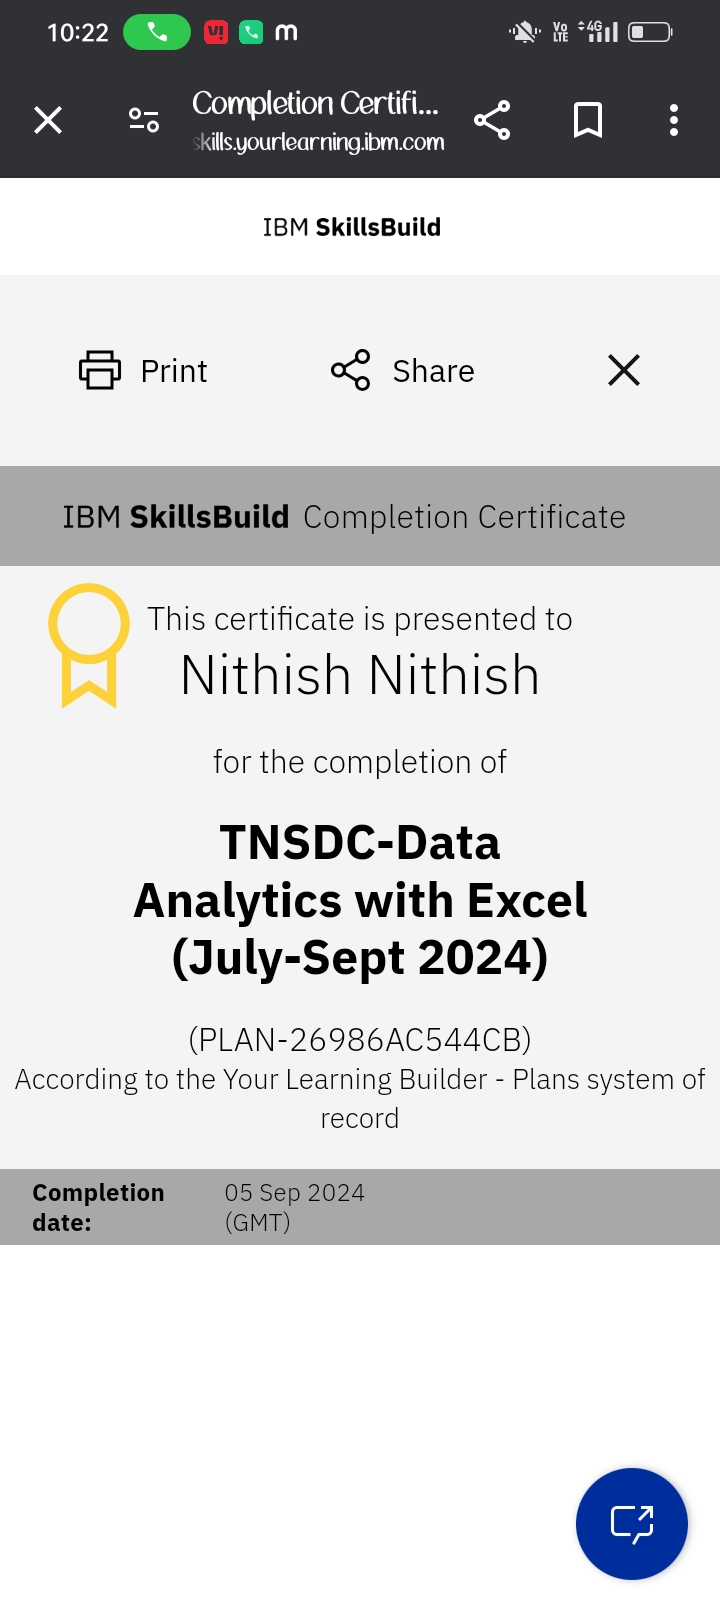 10:22
Vo
LTE
4G
Completion Certifi...
skills.yourlearning.ibm.com
IBM SkillsBuild
Print
Share
IBM SkillsBuild Completion Certificate
This certificate is presented to
Nithish Nithish
for the completion of
TNSDC-Data
Analytics with Excel
(July-Sept 2024)
(PLAN-26986AC544CB)
According to the Your Learning Builder - Plans system of
record
Completion
date:
05 Sep 2024
(GMT)